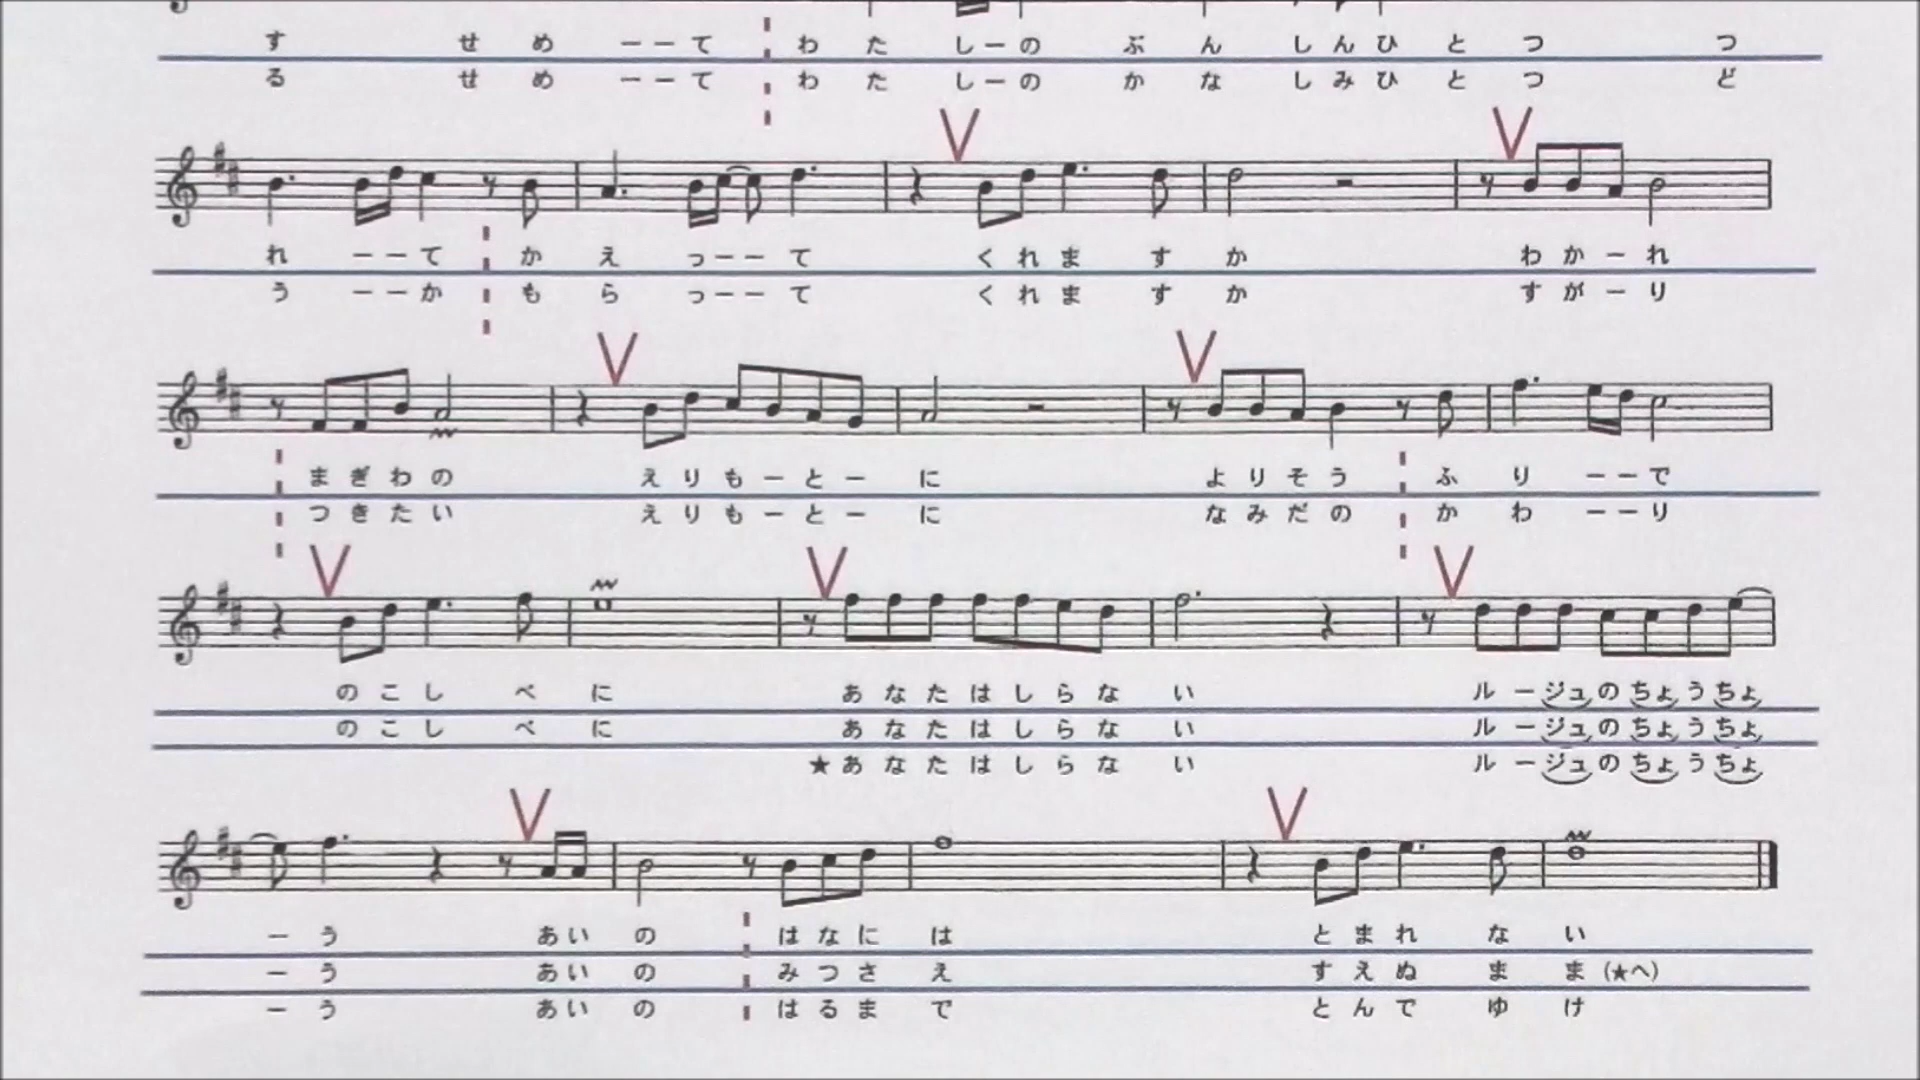 す せ め ー ー て わ た し ー の ぶ ん し ん ひ と つ つ
る せ め ー ー て わ た し ー の か な し み ひ と つ ど
れ ー ー て か え っ ー ー て く れ ま す か わ か ー れ
う ー ー か も ら っ ー ー て く れ ま す か す が ー り
ま ぎ わ の え り も ー と ー に よ り そ う ふ り ー ー で
つ き た い え り も ー と ー に な み だ の か わ ー ー り
の こ し べ に あ な た は し ら な い ル ー ジュ の ちょ う ちょ
の こ し べ に あ な た は し ら な い ル ー ジュ の ちょ う ちょ
★ あ な た は し ら な い ル ー ジュ の ちょ う ちょ
ー う あ い の は な に は と ま れ な い
ー う あ い の み つ さ え す え ぬ ま ま (★へ)
ー う あ い の は る ま で と ん で ゆ け